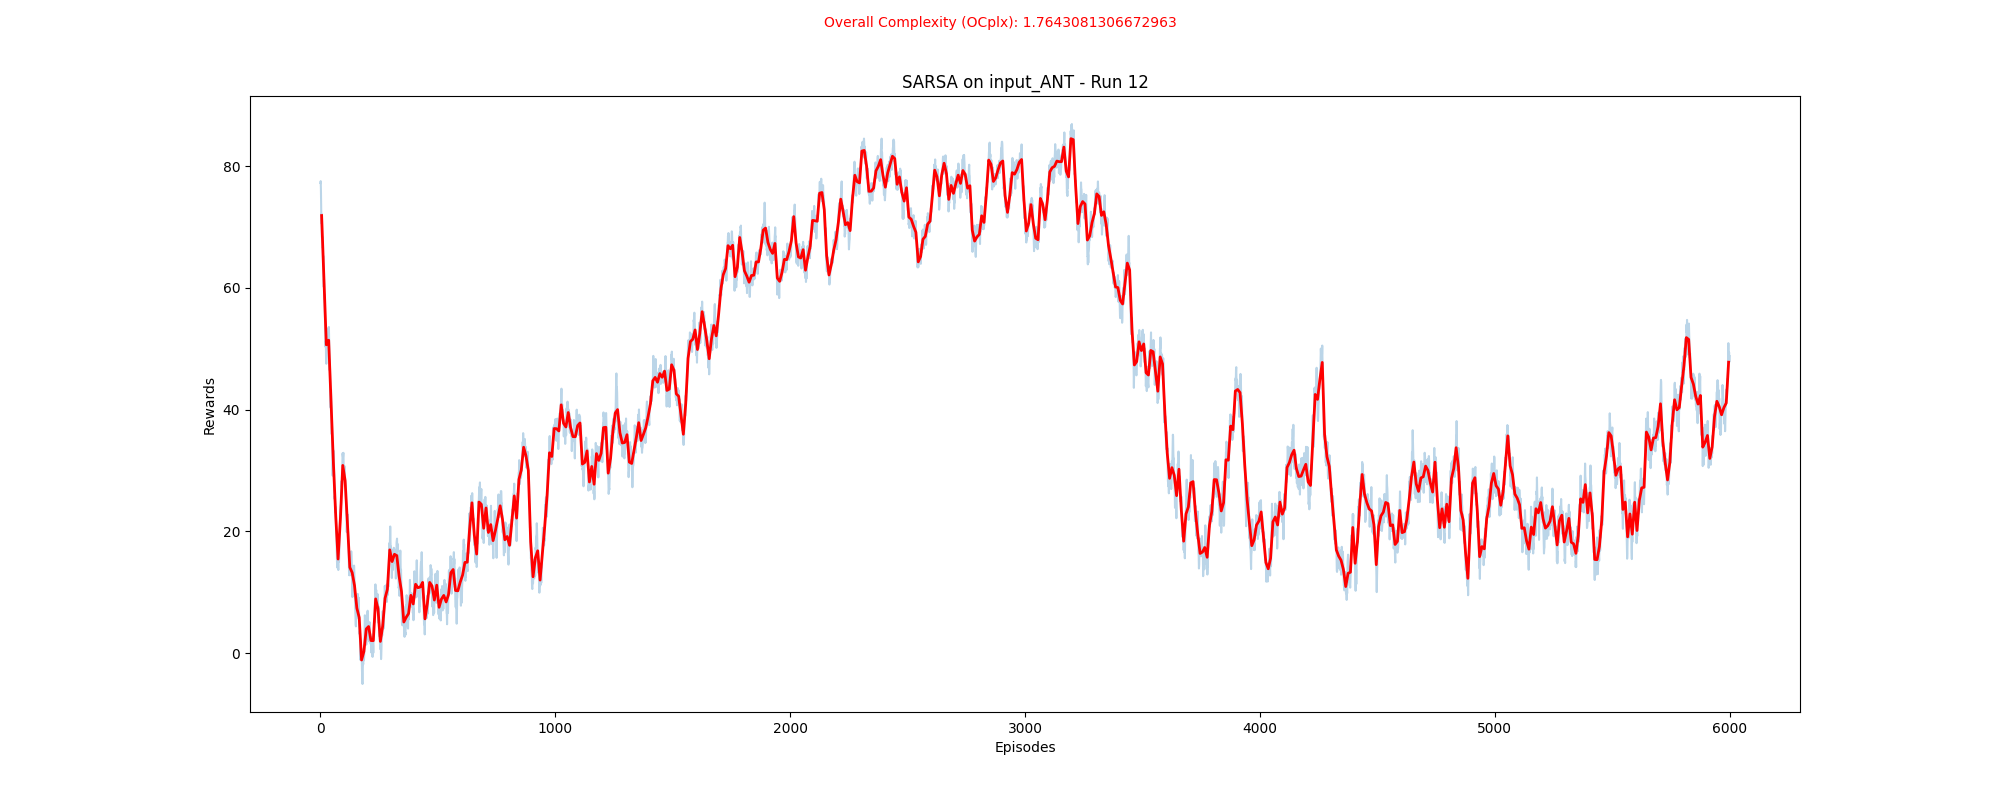 Overall Complexity (OCplx): 1.7643081306672963
SARSA on input_ANT - Run 12
Rewards
80
60
40
20
0
0 1000 2000 3000 4000 5000 6000
Episodes